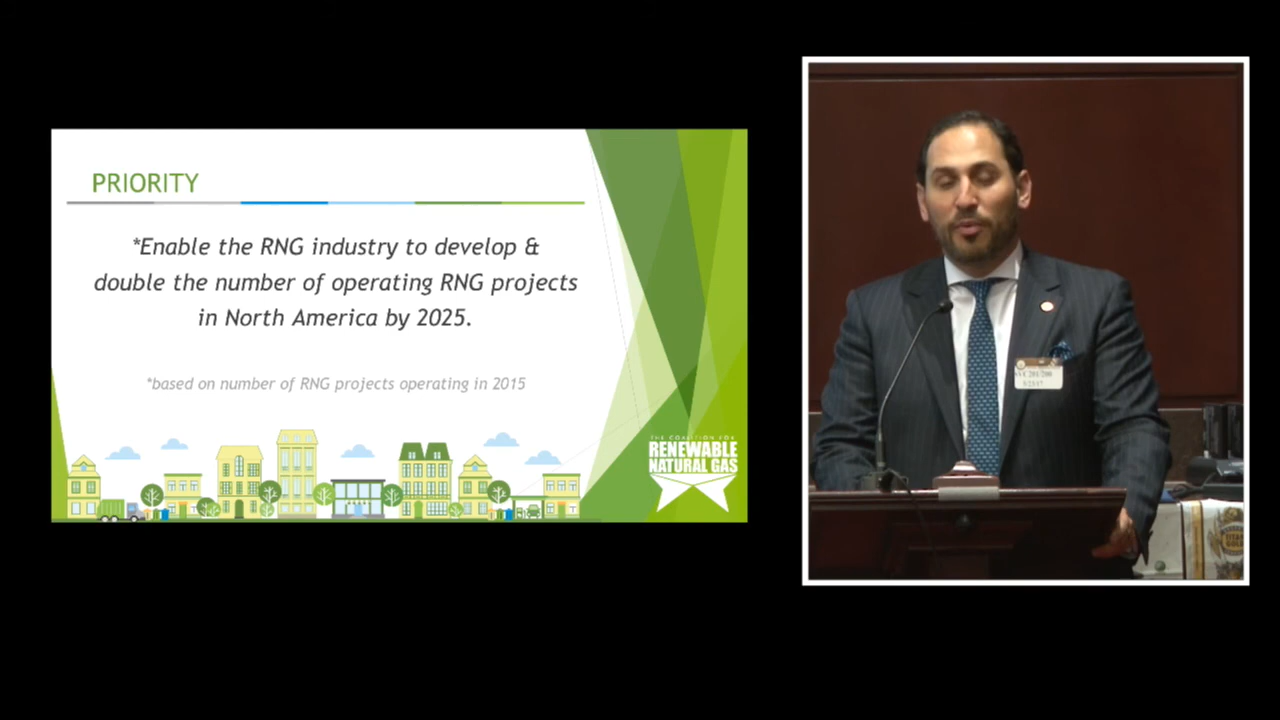 PRIORITY
*Enable the RNG industry to develop &
double the number of operating RNG projects
in North America by 2025.
*based on number of RNG projects operating in 2015
THE COALITION FOR
RENEWABLE
NATURAL GAS